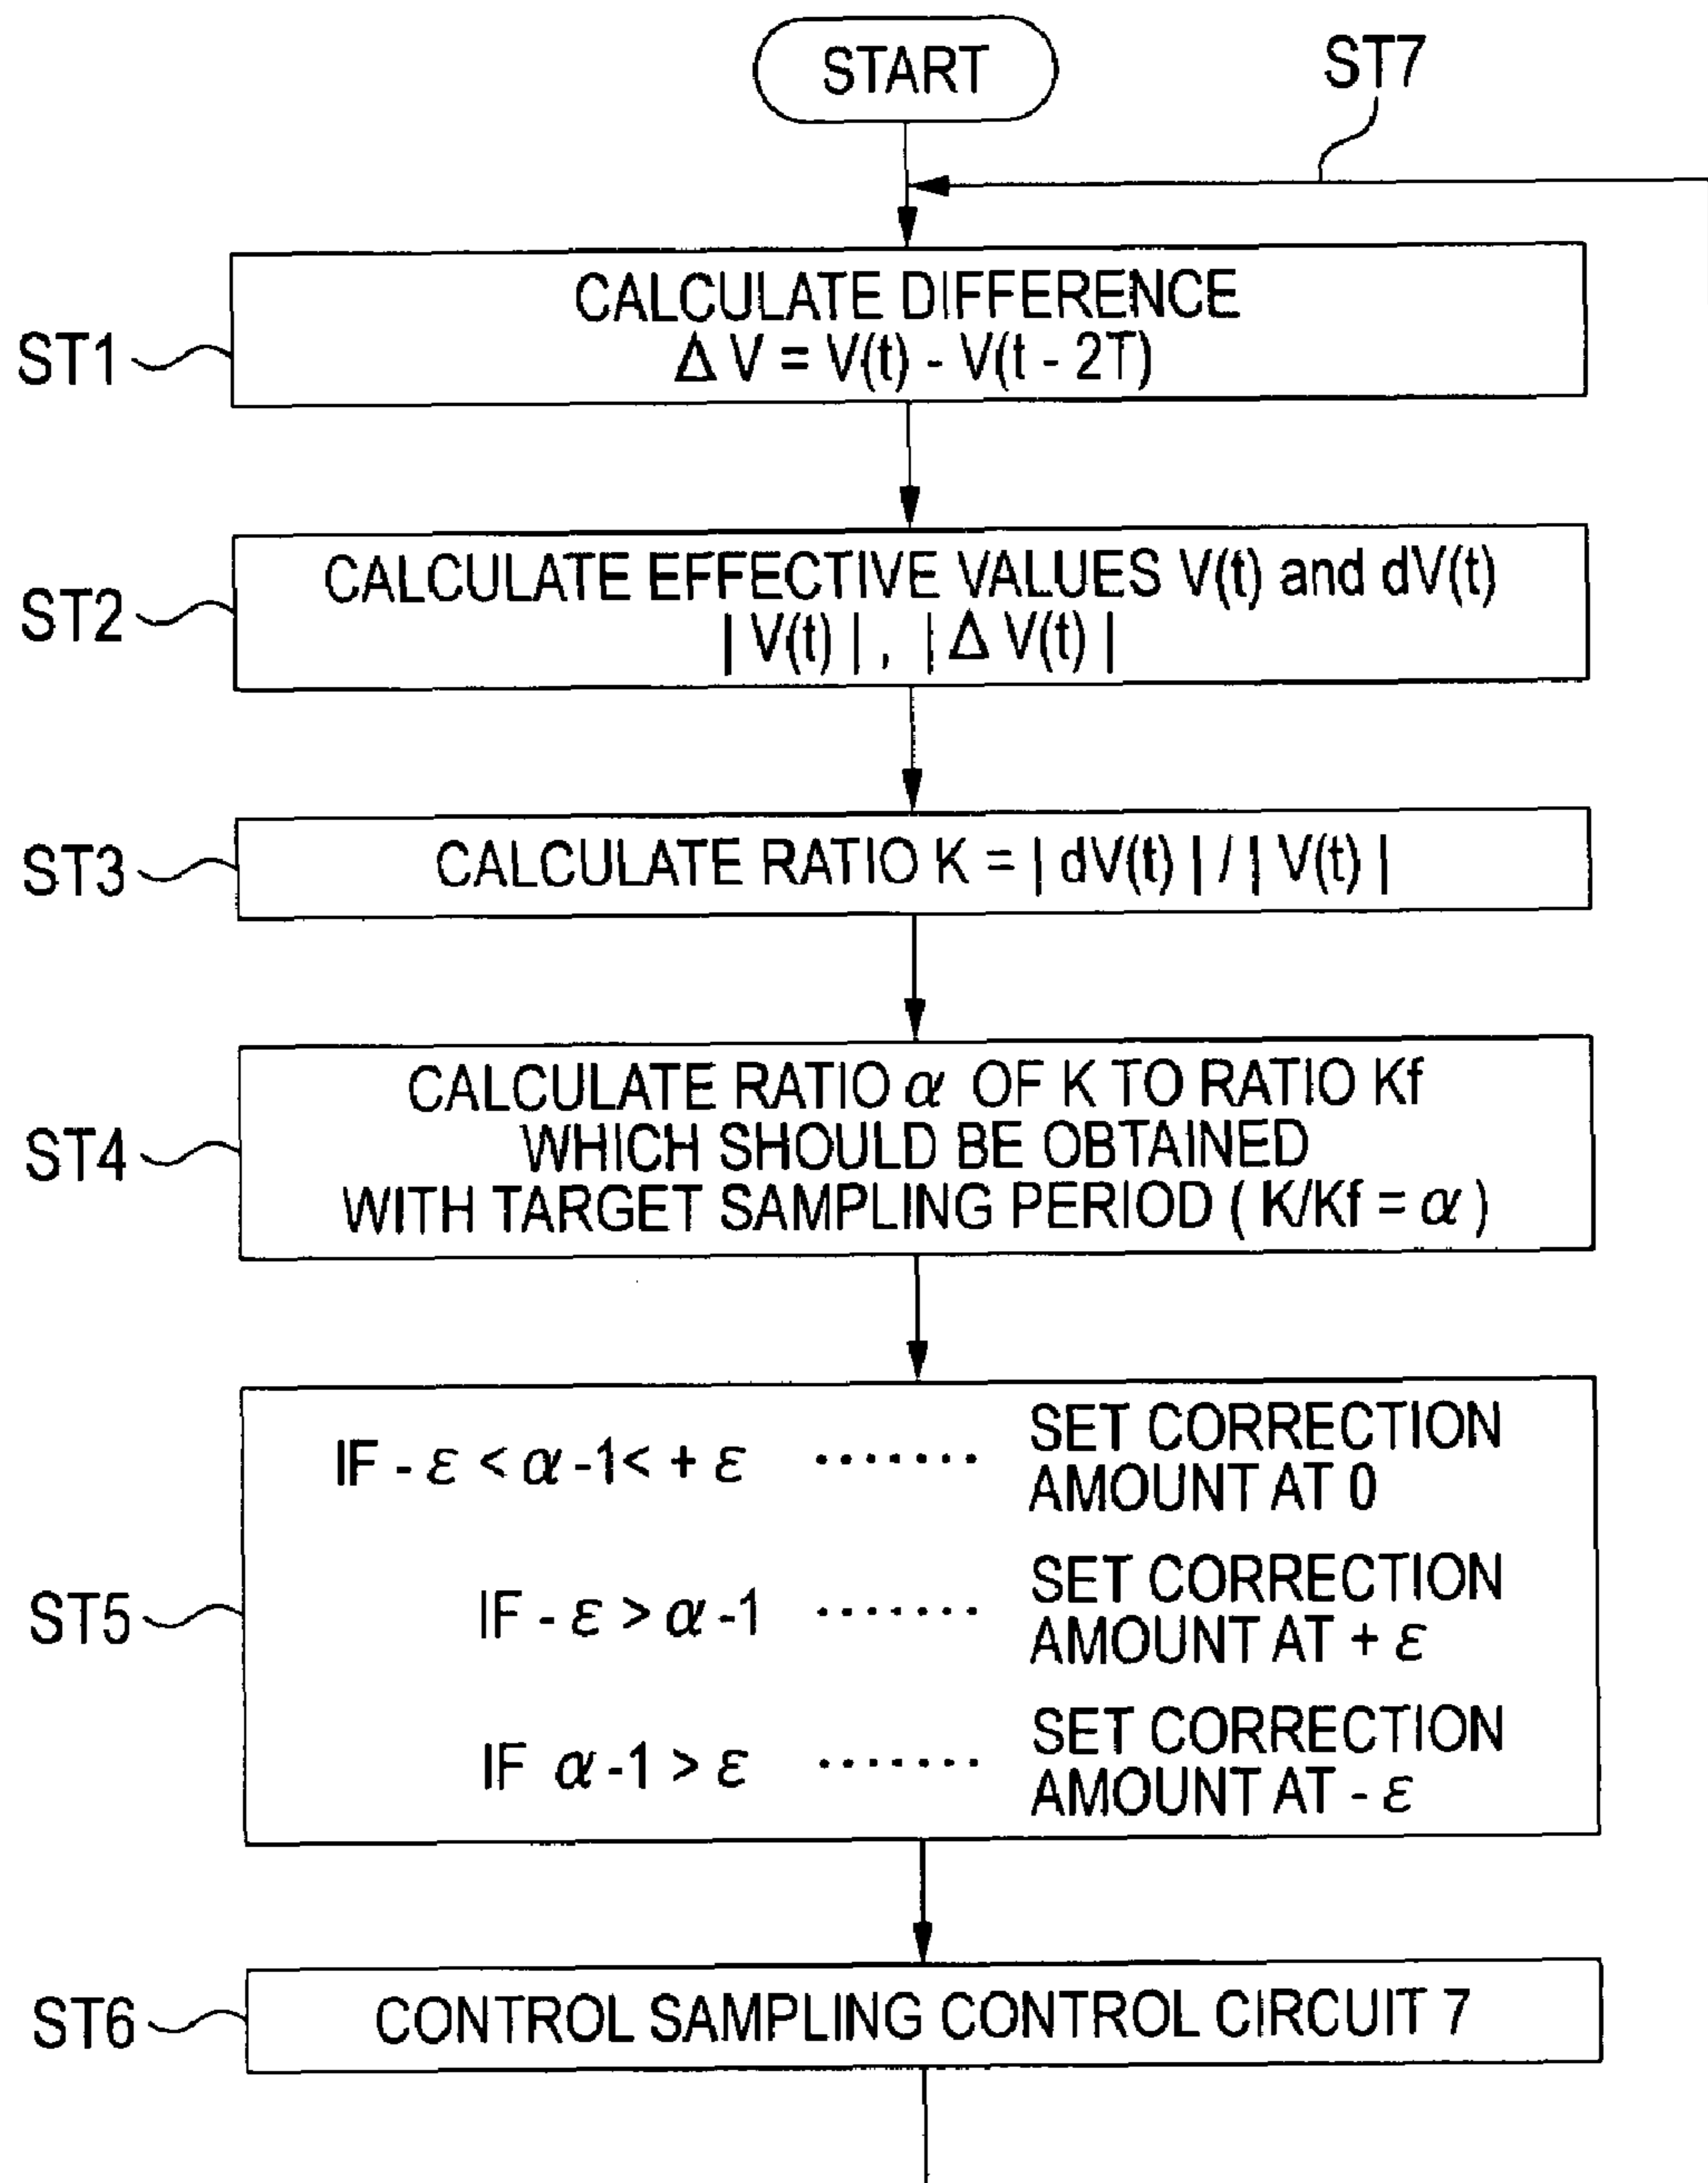 START
ST7
CALCULATE DIFFERENCE
Δ V = V(t) - V(t - 2T)
ST1
CALCULATE EFFECTIVE VALUES V(t) and dV(t)
| V(t) | , | Δ V(t) |
ST2
CALCULATE RATIO K = | dV(t) | / | V(t) |
ST3
CALCULATE RATIO α OF K TO RATIO Kf
WHICH SHOULD BE OBTAINED
WITH TARGET SAMPLING PERIOD ( K/Kf = α )
ST4
IF - ε < α -1< + ε ······· SET CORRECTION
AMOUNT AT 0
IF - ε > α -1 ······· SET CORRECTION
AMOUNT AT + ε
IF α -1 > ε ······· SET CORRECTION
AMOUNT AT - ε
ST5
CONTROL SAMPLING CONTROL CIRCUIT 7
ST6